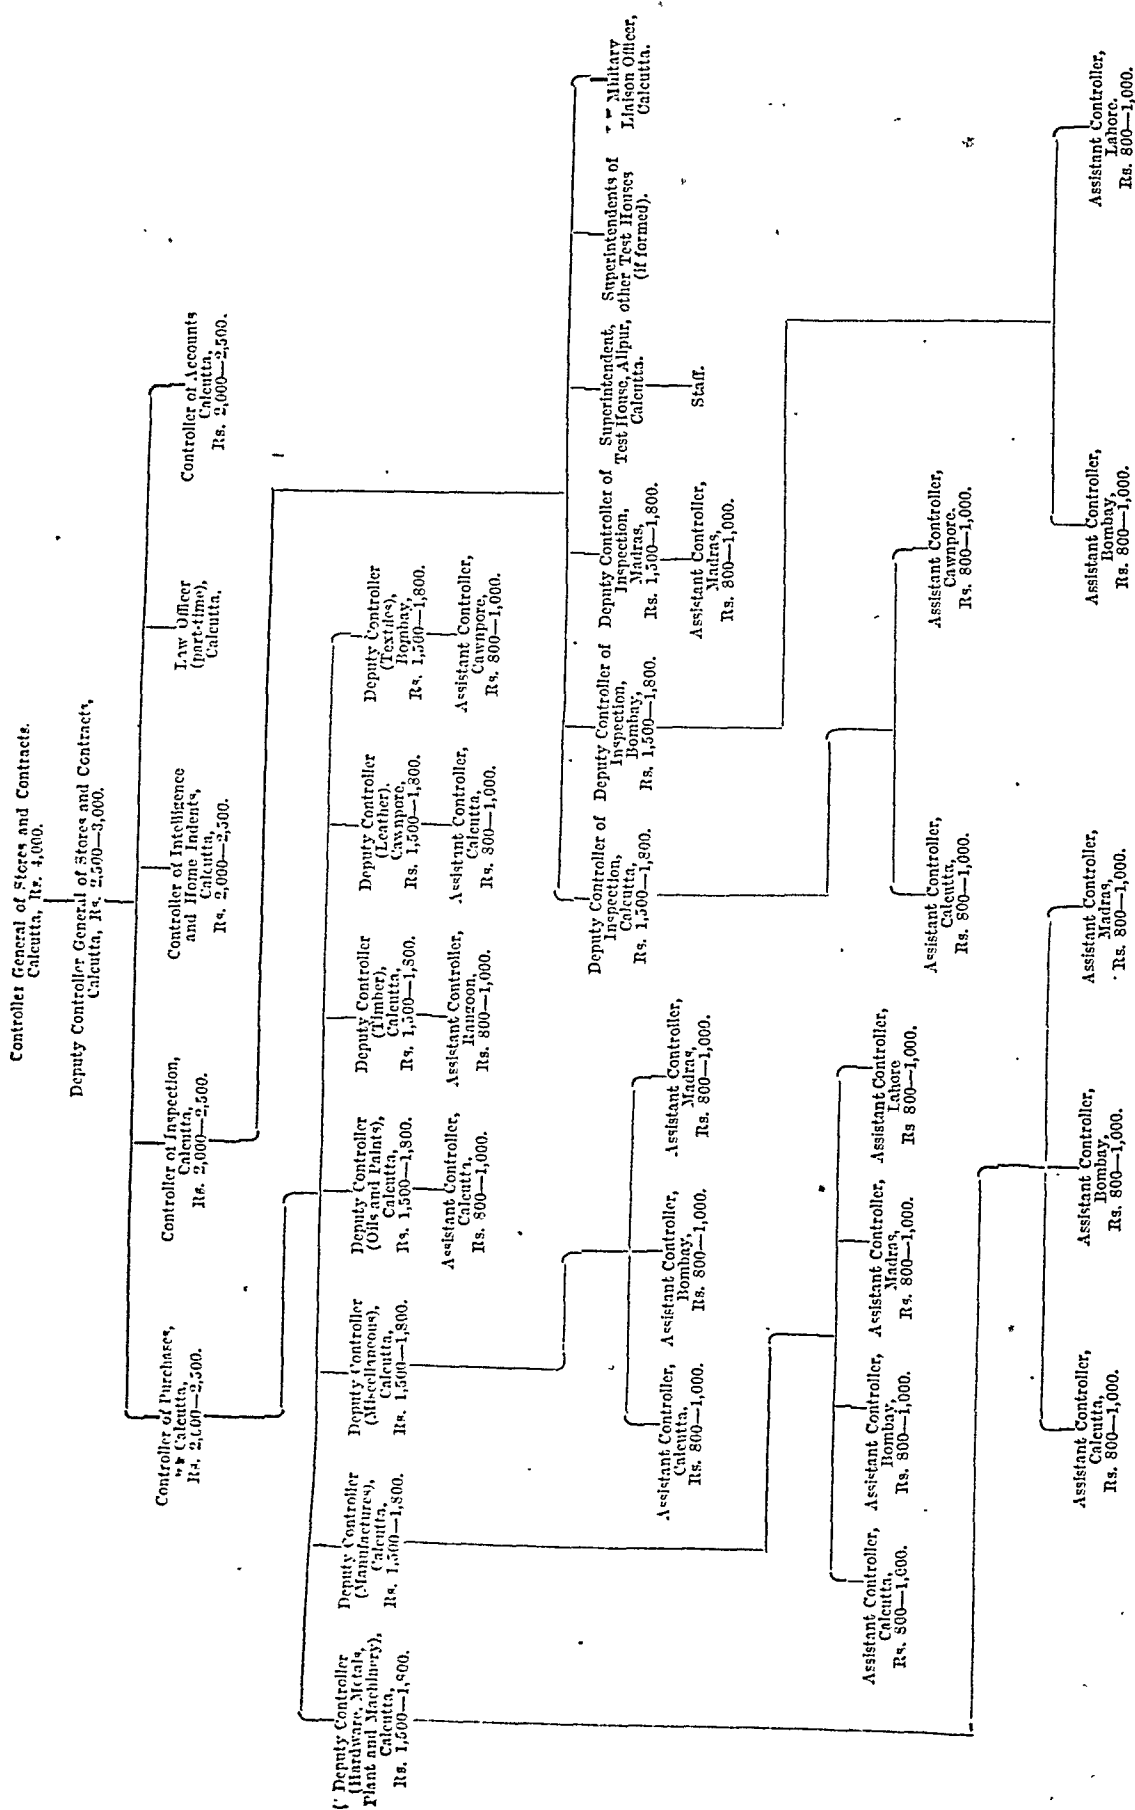 Controller General of Stores and Contracts.
Calcutta, Rs. 4,000.
Deputy Controller General of Stores and Contracts,
Calcutta, Rs. 2,500—3,000.
Controller of Purchases,
Calcutta,
Rs. 2,000—2,500.
Controller of Inspection,
Calcutta,
Rs. 2,000—2,500.
Controller of Intelligence
and Home Indents,
Calcutta,
Rs. 2,000—2,500.
Law Officer
(part-time),
Calcutta,
Controller of Accounts
Calcutta,
Rs. 2,000—2,500.
Deputy Controller
(Hardware, Metals,
Plant and Machinery),
Calcutta,
Rs. 1,500—1,800.
Deputy Controller
(Manufactures),
Calcutta,
Rs. 1,500—1,800.
Deputy Controller
(Miscellaneous),
Calcutta,
Rs. 1,500—1,800.
Deputy Controller
(Oils and Paints),
Calcutta,
Rs. 1,500—1,800.
Assistant Controller,
Calcutta.
Rs. 800—1,000.
Deputy Controller
(Timber),
Calcutta,
Rs. 1,500—1,800.
Assistant Controller,
Rangoon,
Rs. 800—1,000.
Deputy Controller
(Leather).
Cawnpore,
Rs. 1,500—1,800.
Assistant Controller,
Calcutta,
Rs. 800—1,000.
Deputy Controller
(Textiles),
Bombay,
Rs. 1,500—1,800.
Assistant Controller,
Cawnpore,
Rs. 800—1,000.
Deputy Controller of
Inspection,
Calcutta,
Rs. 1,500—1,800.
Deputy Controller of
Inspection,
Bombay,
Rs. 1,500—1,800.
Deputy Controller of
Inspection,
Madras,
Rs. 1,500—1,800.
Assistant Controller,
Madras,
Rs. 800—1,000.
Superintendent,
Test House, Alipur,
Calcutta.
Staff.
Superintendents of
other Test Houses
(if formed).
Military
Liaison Officer,
Calcutta.
Assistant Controller,
Calcutta,
Rs. 800—1,000.
Assistant Controller,
Bombay,
Rs. 800—1,000.
Assistant Controller,
Madras,
Rs. 800—1,000.
Assistant Controller,
Calcutta,
Rs. 800—1,000.
Assistant Controller,
Bombay,
Rs. 800—1,000.
Assistant Controller,
Madras,
Rs. 800—1,000.
Assistant Controller,
Lahore
Rs 800—1,000.
Assistant Controller,
Calcutta,
Rs. 800—1,000.
Assistant Controller,
Cawnpore.
Rs. 800—1,000.
Assistant Controller,
Calcutta,
Rs. 800—1,000.
Assistant Controller,
Bombay,
Rs. 800—1,000.
Assistant Controller,
Madras,
Rs. 800—1,000.
Assistant Controller,
Bombay,
Rs. 800—1,000.
Assistant Controller,
Lahore.
Rs. 800—1,000.